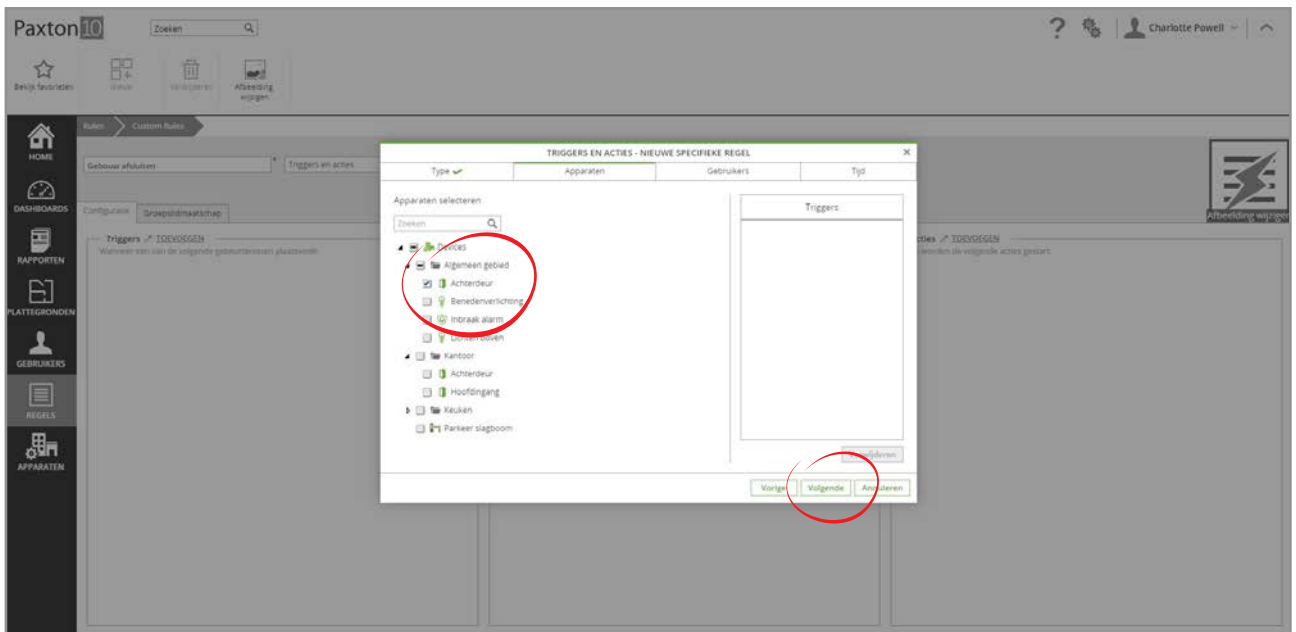 Paxton 10
Zoeken
Charlotte Powell
Bekijk favorieten
Nieuw
Verwijderen
Afbeelding wijzigen
Rules
Custom Rules
HOME
DASHBOARDS
RAPPORTEN
PLATTEGRONDEN
GEBRUIKERS
REGELS
APPARATEN
Gebouw afsluiten *
Triggers en acties
Configuratie
Groepslidmaatschap
Afbeelding wijzigen
Triggers
TOEVOEGEN
Wanneer een van de volgende gebeurtenissen plaatsvindt
cties
TOEVOEGEN
worden de volgende acties gestart:
TRIGGERS EN ACTIES - NIEUWE SPECIFIEKE REGEL
Type
Apparaten
Gebruikers
Tijd
Apparaten selecteren
Zoeken
Devices
Algemeen gebied
Achterdeur
Benedenverlichting
Inbraak alarm
Lichten boven
Kantoor
Achterdeur
Hoofdingang
Keuken
Parkeer slagboom
Triggers
Verwijderen
Vorige
Volgende
Annuleren